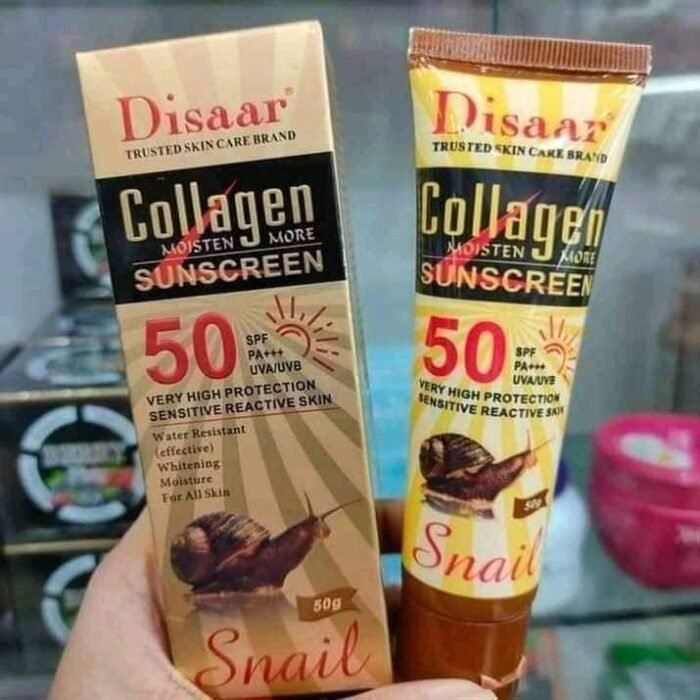 Disaar®
TRUSTED SKIN CARE BRAND
Collagen
MOISTEN MORE
SUNSCREEN
50
SPF
PA+++
UVA/UVB
VERY HIGH PROTECTION
SENSITIVE REACTIVE SKIN
Water Resistant
(effective)
Whitening
Moisture
For All Skin
50g
Snail
Disaar
TRUSTED SKIN CARE BRAND
Collagen
MOISTEN MORE
SUNSCREEN
50
SPF
PA+++
UVA/UVB
VERY HIGH PROTECTION
SENSITIVE REACTIVE SKIN
50g
Snail